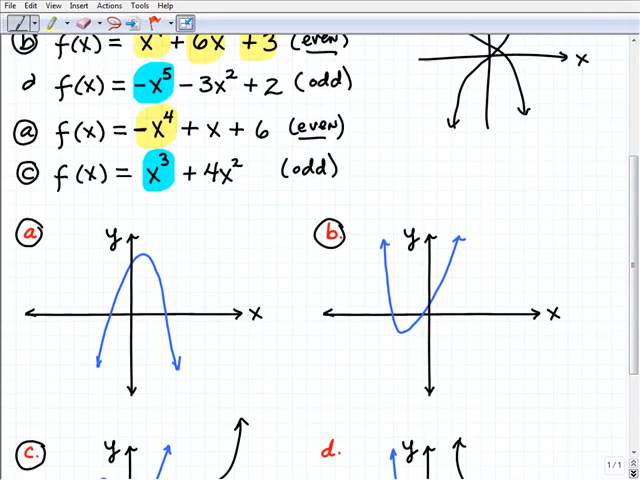 File Edit View Insert Actions Tools Help
ⓑ f(x) = x + 6x + 3 (even)
d f(x) = -x⁵ - 3x² + 2 (odd)
x
ⓐ f(x) = -x⁴ + x + 6 (even)
ⓒ f(x) = x³ + 4x² (odd)
a. y
x
b. y
x
c. y
d. y
1/1